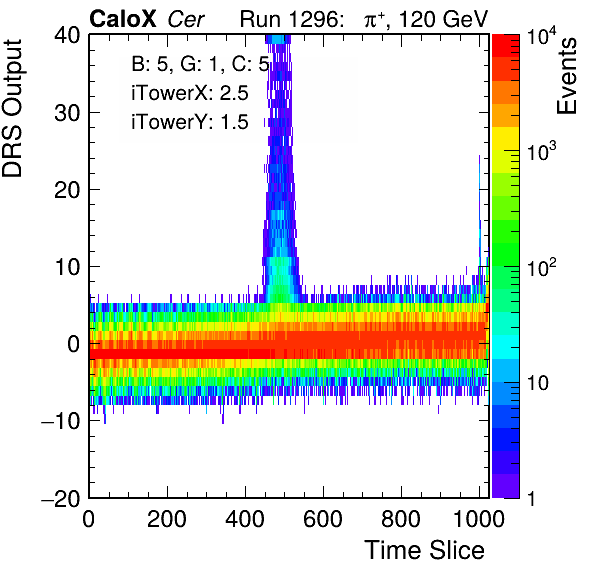 CaloX Cer Run 1296: π⁺, 120 GeV
B: 5, G: 1, C: 5
iTowerX: 2.5
iTowerY: 1.5
DRS Output
40
30
20
10
0
−10
−20
0 200 400 600 800 1000
Time Slice
Events
10⁴
10³
10²
10
1